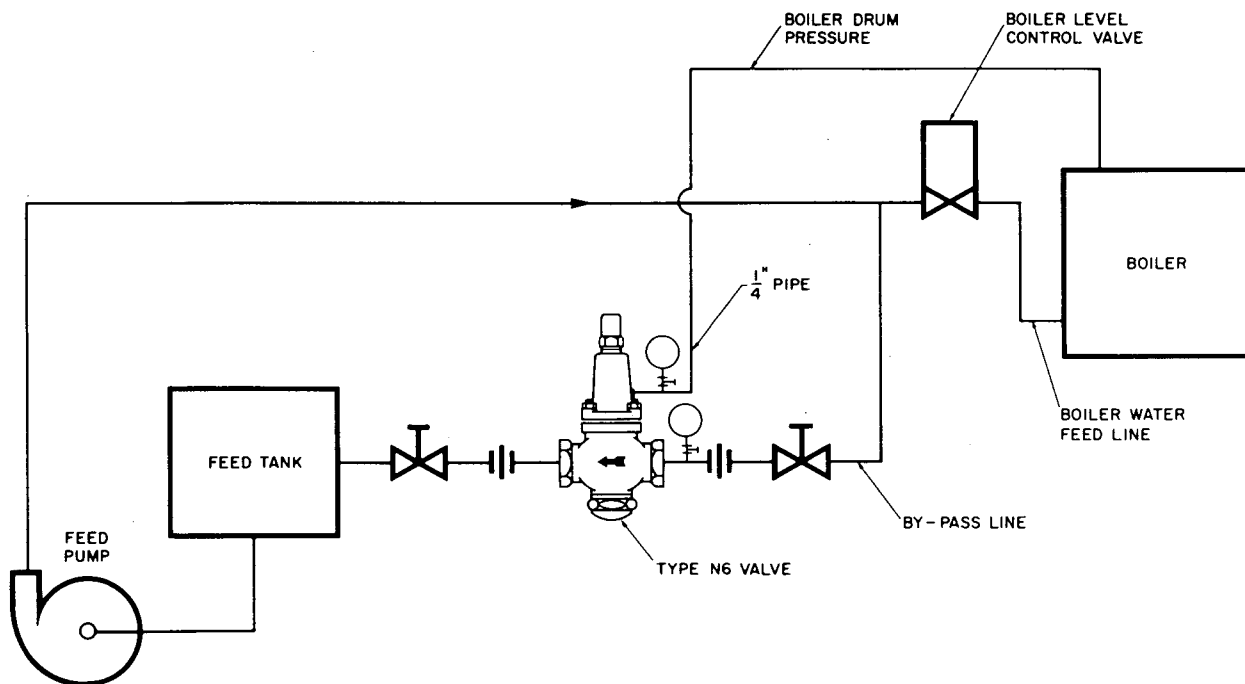 BOILER DRUM
PRESSURE
BOILER LEVEL
CONTROL VALVE
1/4" PIPE
BOILER
BOILER WATER
FEED LINE
FEED TANK
BY-PASS LINE
FEED
PUMP
TYPE N6 VALVE